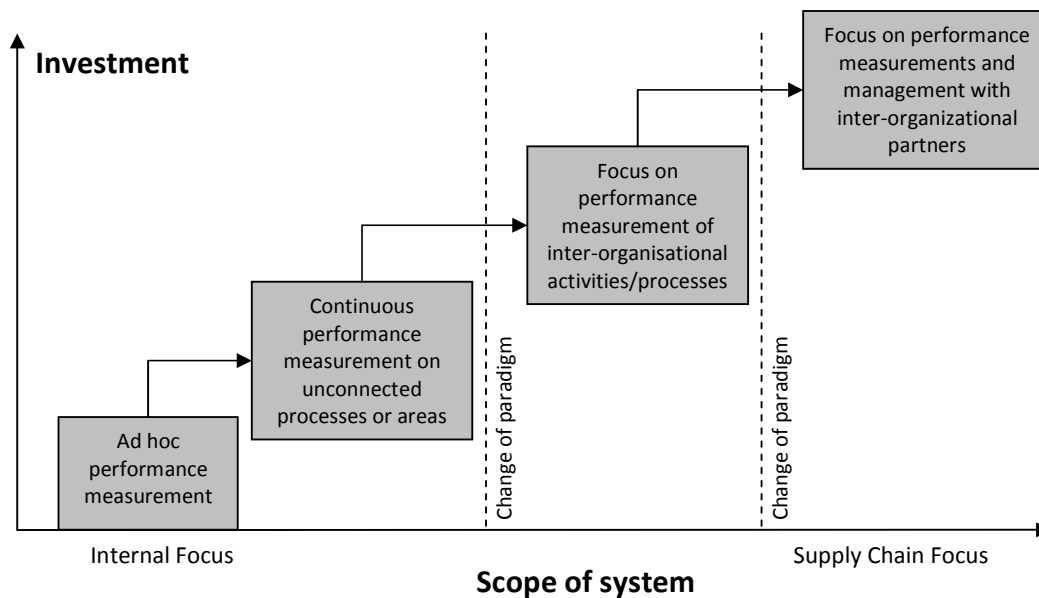 Investment
Focus on performance
measurements and
management with
inter-organizational
partners
Focus on
performance
measurement of
inter-organisational
activities/processes
Continuous
performance
measurement on
unconnected
processes or areas
Ad hoc
performance
measurement
Change of paradigm
Change of paradigm
Internal Focus
Supply Chain Focus
Scope of system